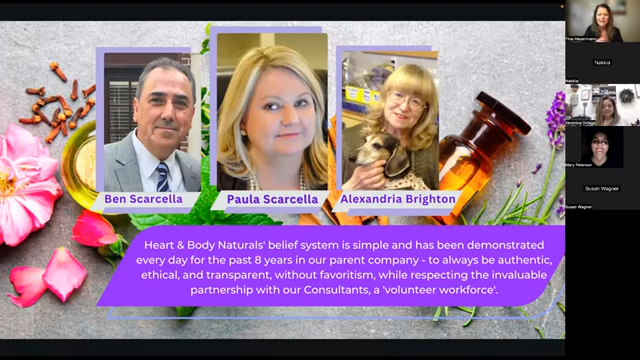 Ben Scarcella
Paula Scarcella
Alexandria Brighton
Heart & Body Naturals' belief system is simple and has been demonstrated
every day for the past 8 years in our parent company - to always be authentic,
ethical, and transparent, without favoritism, while respecting the invaluable
partnership with our Consultants, a 'volunteer workforce'.
Nakkia
Nakkia
Veronica Ortega
Mary Peterson
Susan Wagner
Susan Wagner